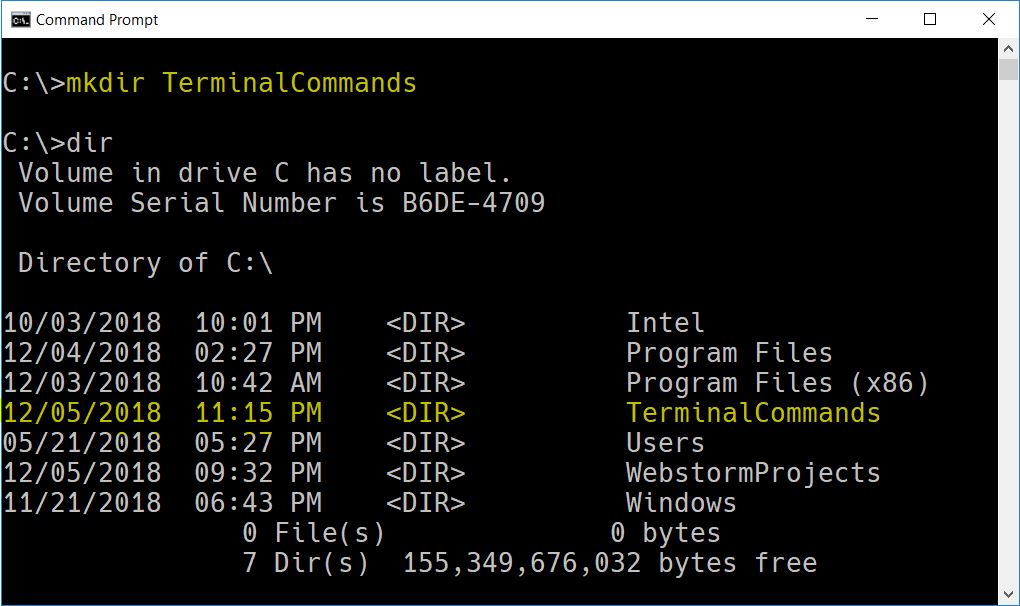 Command Prompt
C:\>mkdir TerminalCommands
C:\>dir
 Volume in drive C has no label.
 Volume Serial Number is B6DE-4709
 Directory of C:\
10/03/2018  10:01 PM    <DIR>          Intel
12/04/2018  02:27 PM    <DIR>          Program Files
12/03/2018  10:42 AM    <DIR>          Program Files (x86)
12/05/2018  11:15 PM    <DIR>          TerminalCommands
05/21/2018  05:27 PM    <DIR>          Users
12/05/2018  09:32 PM    <DIR>          WebstormProjects
11/21/2018  06:43 PM    <DIR>          Windows
               0 File(s)              0 bytes
               7 Dir(s)  155,349,676,032 bytes free